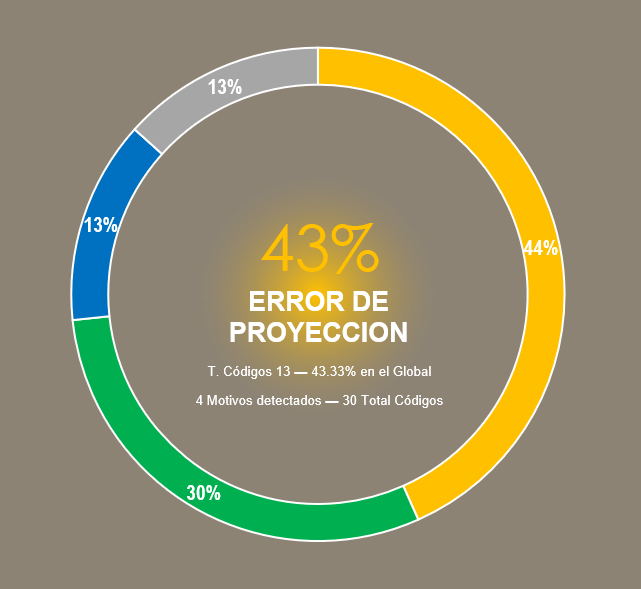 13%
13%
44%
43%
ERROR DE
PROYECCION
T. Códigos 13 — 43.33% en el Global
4 Motivos detectados — 30 Total Códigos
30%